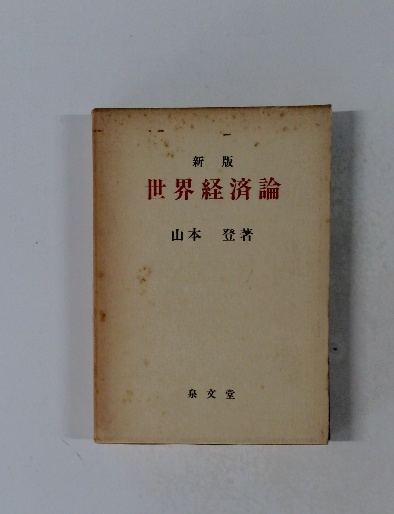 新 版
世界経済論
山本 登著
泉文堂